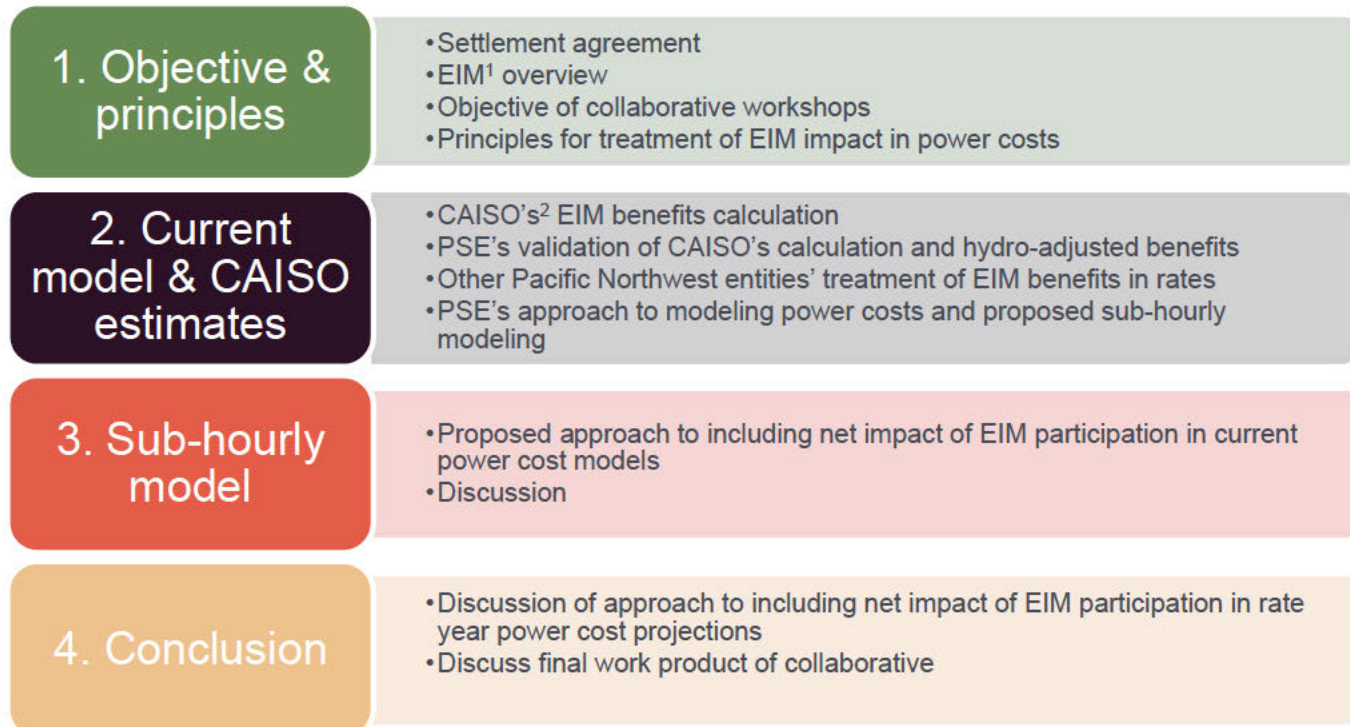 1. Objective &
principles
•Settlement agreement
•EIM¹ overview
•Objective of collaborative workshops
•Principles for treatment of EIM impact in power costs
2. Current
model & CAISO
estimates
•CAISO's² EIM benefits calculation
•PSE's validation of CAISO's calculation and hydro-adjusted benefits
•Other Pacific Northwest entities' treatment of EIM benefits in rates
•PSE's approach to modeling power costs and proposed sub-hourly
modeling
3. Sub-hourly
model
•Proposed approach to including net impact of EIM participation in current
power cost models
•Discussion
4. Conclusion
•Discussion of approach to including net impact of EIM participation in rate
year power cost projections
•Discuss final work product of collaborative